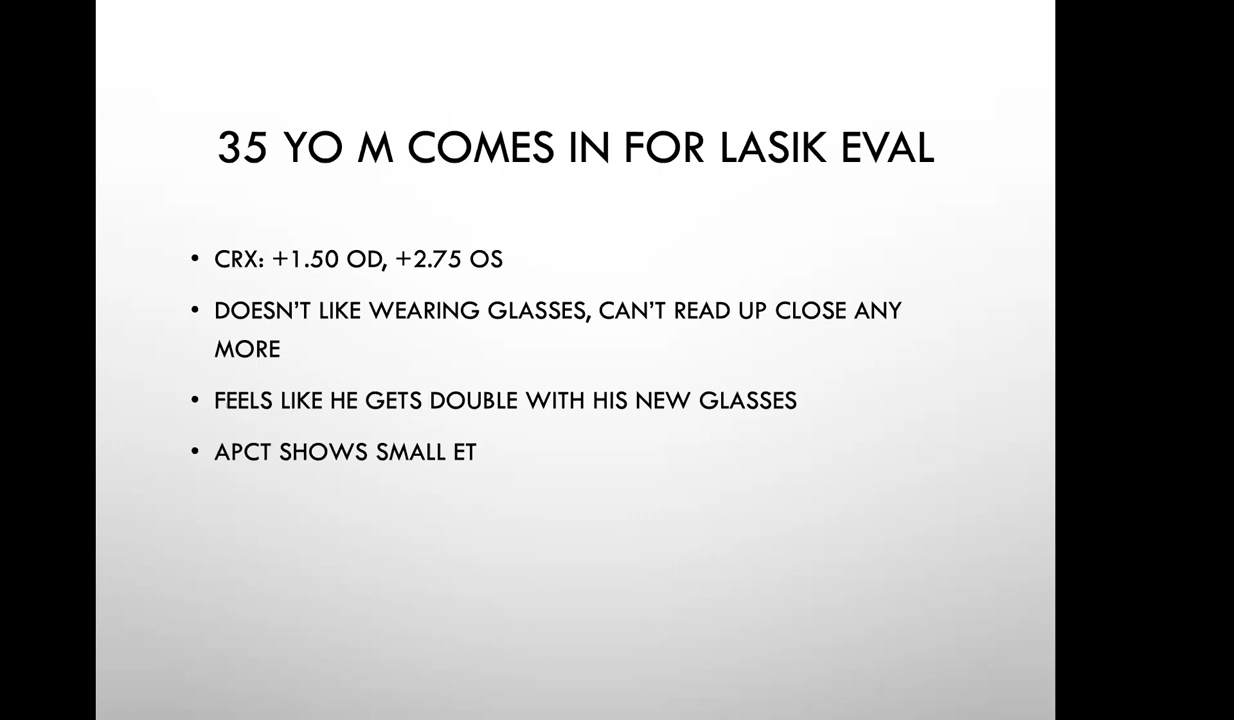 35 YO M COMES IN FOR LASIK EVAL
• CRX: +1.50 OD, +2.75 OS
• DOESN'T LIKE WEARING GLASSES, CAN'T READ UP CLOSE ANY
MORE
• FEELS LIKE HE GETS DOUBLE WITH HIS NEW GLASSES
• APCT SHOWS SMALL ET